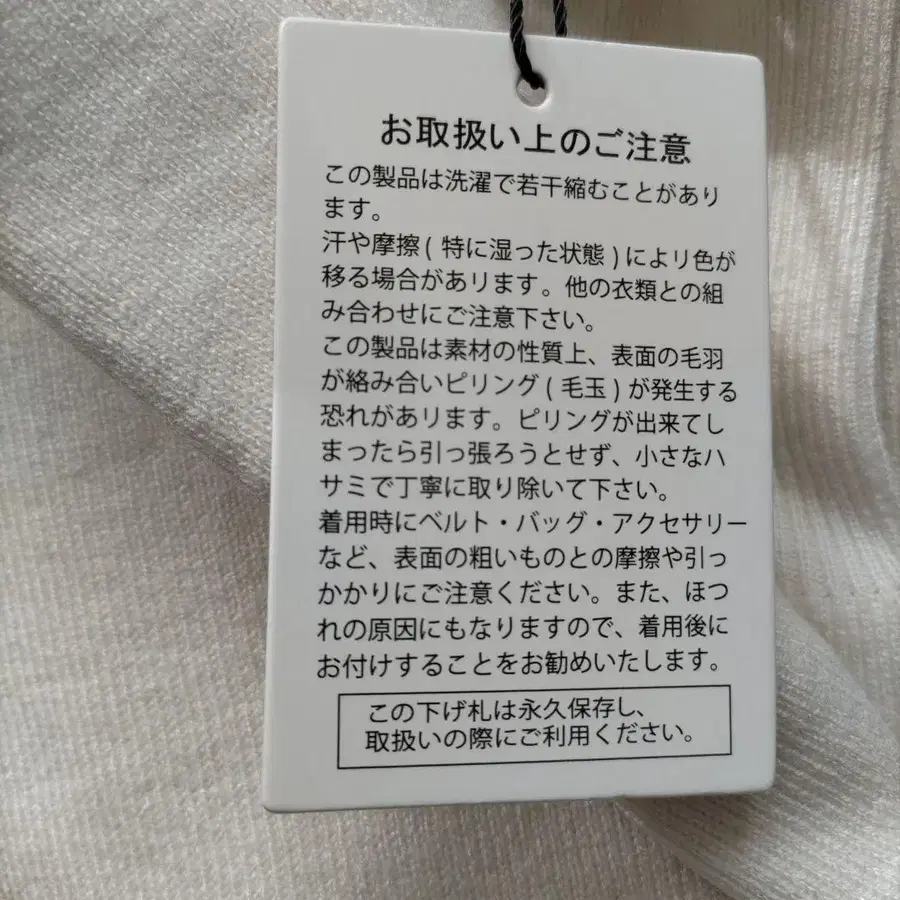 お取扱い上のご注意
この製品は洗濯で若干縮むことがあり
ます。
汗や摩擦( 特に湿った状態 )により色が
移る場合があリます。他の衣類との組
み合わせにご注意下さい。
この製品は素材の性質上、表面の毛羽
が絡み合いピリング( 毛玉 )が発生する
恐れがあリます。ピリングが出来てし
まったら引っ張ろうとせず、小さなハ
サミで丁寧に取り除いて下さい。
着用時にベルト・バッグ・アクセサリー
など、表面の粗いものとの摩擦や引っ
かかりにご注意ください。また、ほつ
れの原因にもなりますので、着用後に
お付けすることをお勧めいたします。
この下げ札は永久保存し、
取扱いの際にご利用ください。